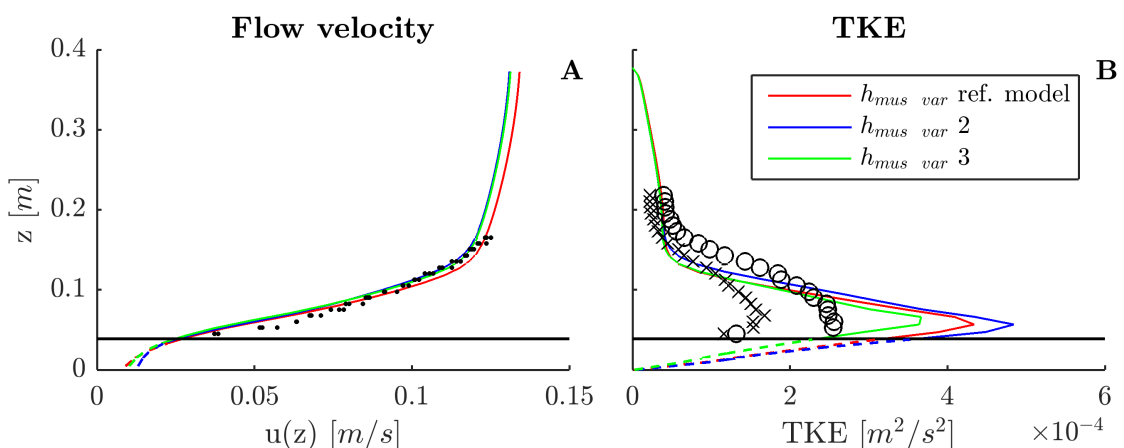 Flow velocity
TKE
A
B
0.4
0.3
0.2
0.1
0
z [m]
0
0.05
0.1
0.15
u(z) [m/s]
h_mus var ref. model
h_mus var 2
h_mus var 3
0
2
4
6
TKE [m²/s²]
×10⁻⁴